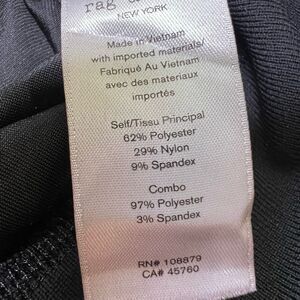 rag
NEW YORK
Made in Vietnam
with imported materials/
Fabriqué Au Vietnam
avec des materiaux
importés
Self/Tissu Principal
62% Polyester
29% Nylon
9% Spandex
Combo
97% Polyester
3% Spandex
RN# 108879
CA# 45760